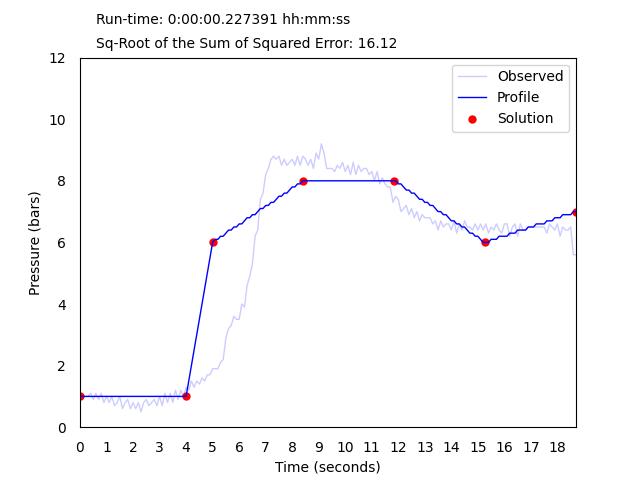 Run-time: 0:00:00.227391 hh:mm:ss
Sq-Root of the Sum of Squared Error: 16.12
12
10
8
6
4
2
0
Pressure (bars)
Observed
Profile
Solution
0 1 2 3 4 5 6 7 8 9 10 11 12 13 14 15 16 17 18
Time (seconds)